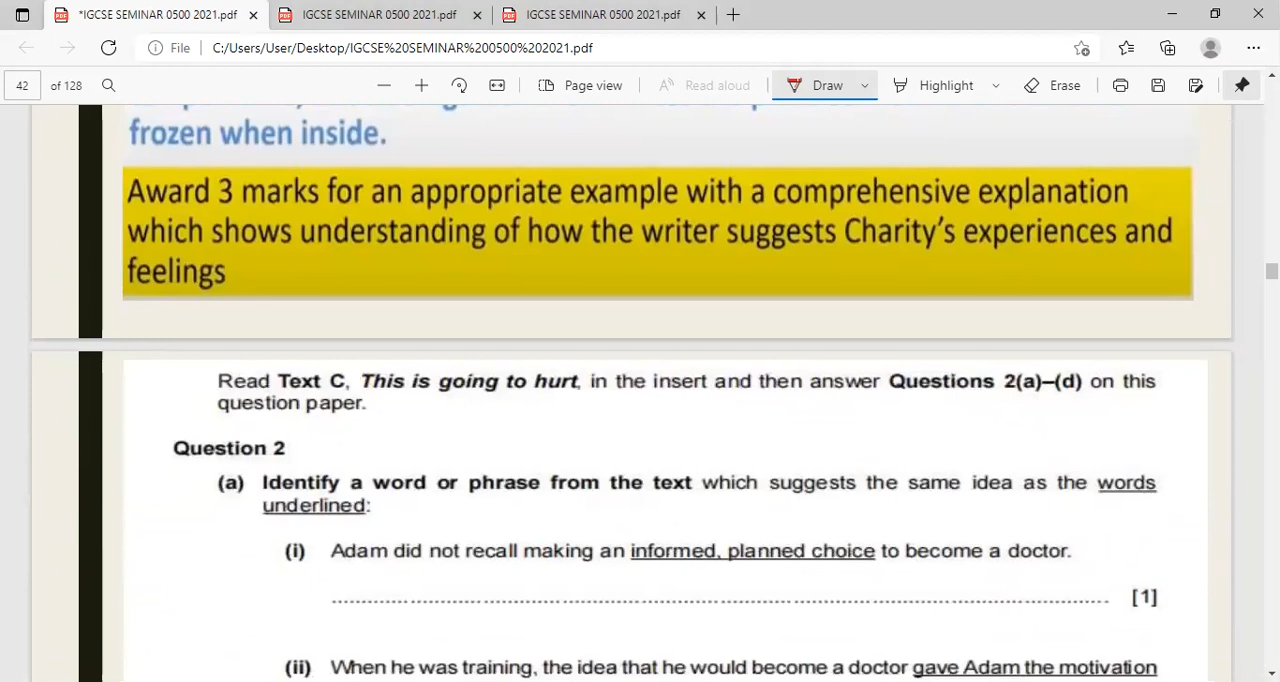 *IGCSE SEMINAR 0500 2021.pdf
IGCSE SEMINAR 0500 2021.pdf
IGCSE SEMINAR 0500 2021.pdf
File
C:/Users/User/Desktop/IGCSE%20SEMINAR%200500%202021.pdf
42 of 128
Page view
Read aloud
Draw
Highlight
Erase
frozen when inside.
Award 3 marks for an appropriate example with a comprehensive explanation
which shows understanding of how the writer suggests Charity's experiences and
feelings
Read Text C, This is going to hurt, in the insert and then answer Questions 2(a)–(d) on this
question paper.
Question 2
(a) Identify a word or phrase from the text which suggests the same idea as the words
underlined:
(i) Adam did not recall making an informed, planned choice to become a doctor.
[1]
(ii) When he was training, the idea that he would become a doctor gave Adam the motivation